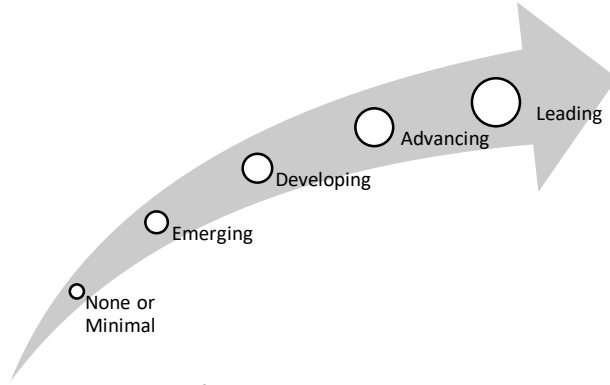 Leading
Advancing
Developing
Emerging
None or
Minimal